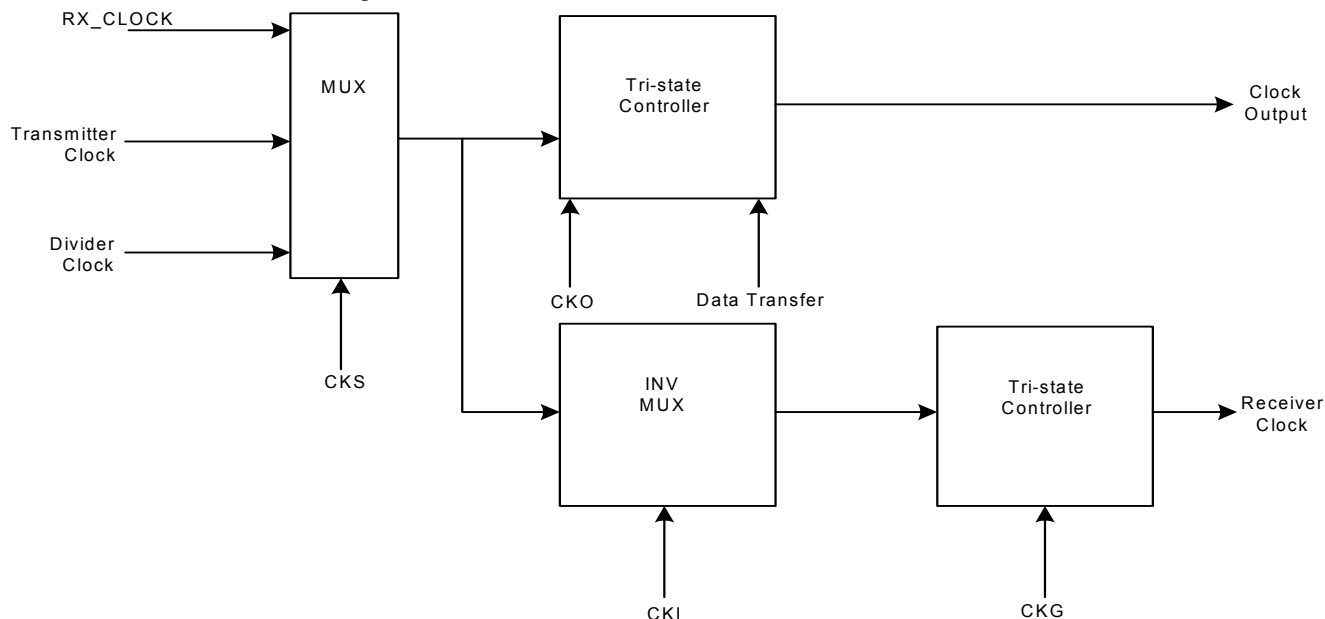 RX_CLOCK
MUX
Tri-state
Controller
Clock
Output
Transmitter
Clock
Divider
Clock
CKO
Data Transfer
CKS
INV
MUX
Tri-state
Controller
Receiver
Clock
CKI
CKG